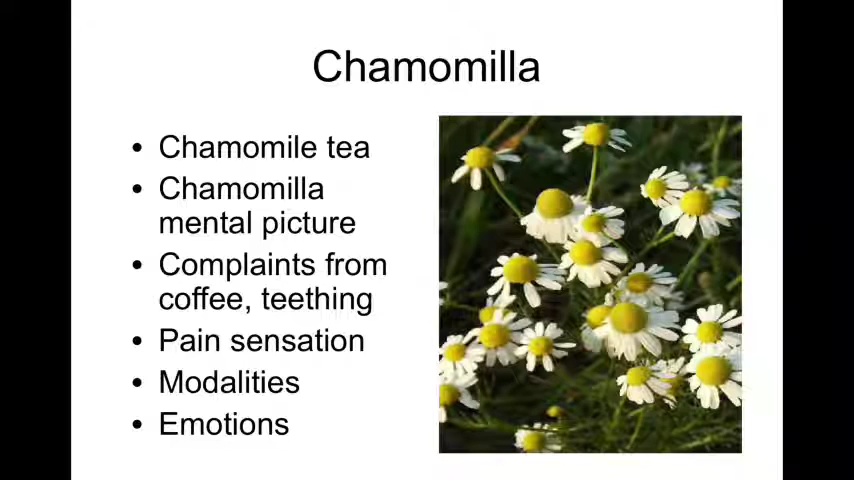 Chamomilla
• Chamomile tea
• Chamomilla
mental picture
• Complaints from
coffee, teething
• Pain sensation
• Modalities
• Emotions